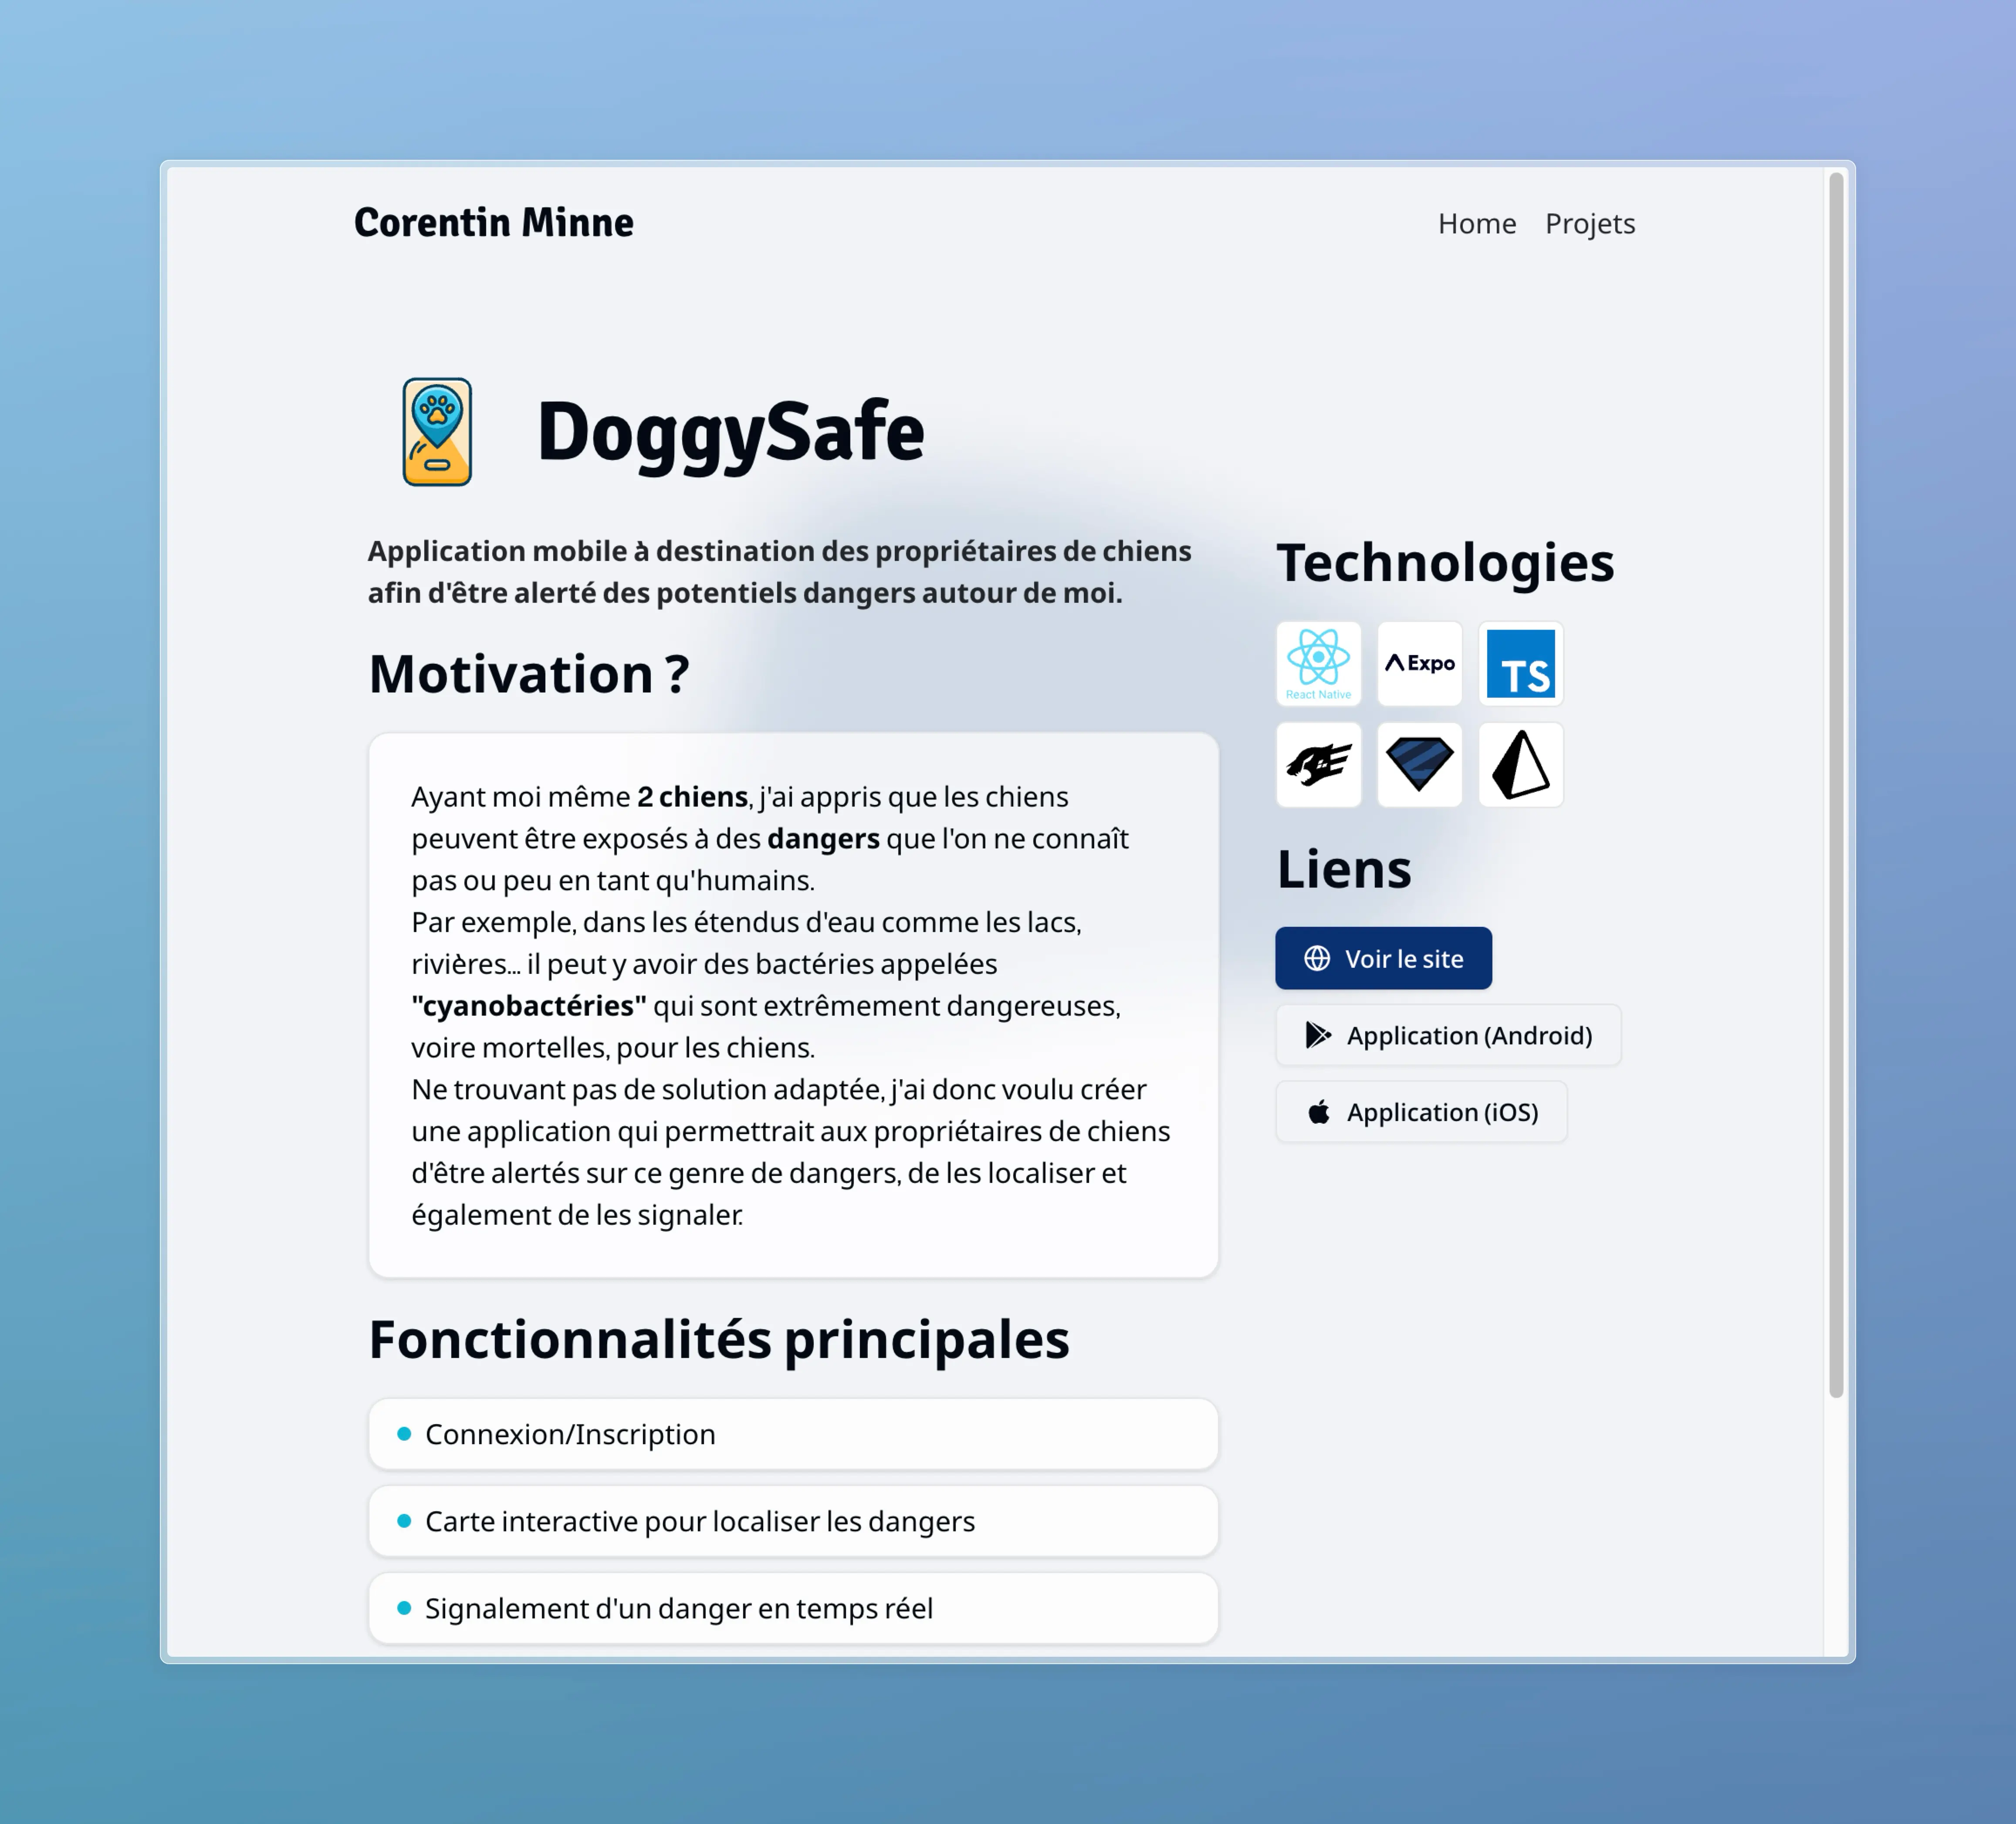 Corentin Minne
Home Projets
DoggySafe
Application mobile à destination des propriétaires de chiens
afin d'être alerté des potentiels dangers autour de moi.
Motivation ?
Ayant moi même 2 chiens, j'ai appris que les chiens
peuvent être exposés à des dangers que l'on ne connaît
pas ou peu en tant qu'humains.
Par exemple, dans les étendus d'eau comme les lacs,
rivières... il peut y avoir des bactéries appelées
"cyanobactéries" qui sont extrêmement dangereuses,
voire mortelles, pour les chiens.
Ne trouvant pas de solution adaptée, j'ai donc voulu créer
une application qui permettrait aux propriétaires de chiens
d'être alertés sur ce genre de dangers, de les localiser et
également de les signaler.
Fonctionnalités principales
Connexion/Inscription
Carte interactive pour localiser les dangers
Signalement d'un danger en temps réel
Technologies
React Native
Expo
TS
Liens
Voir le site
Application (Android)
Application (iOS)